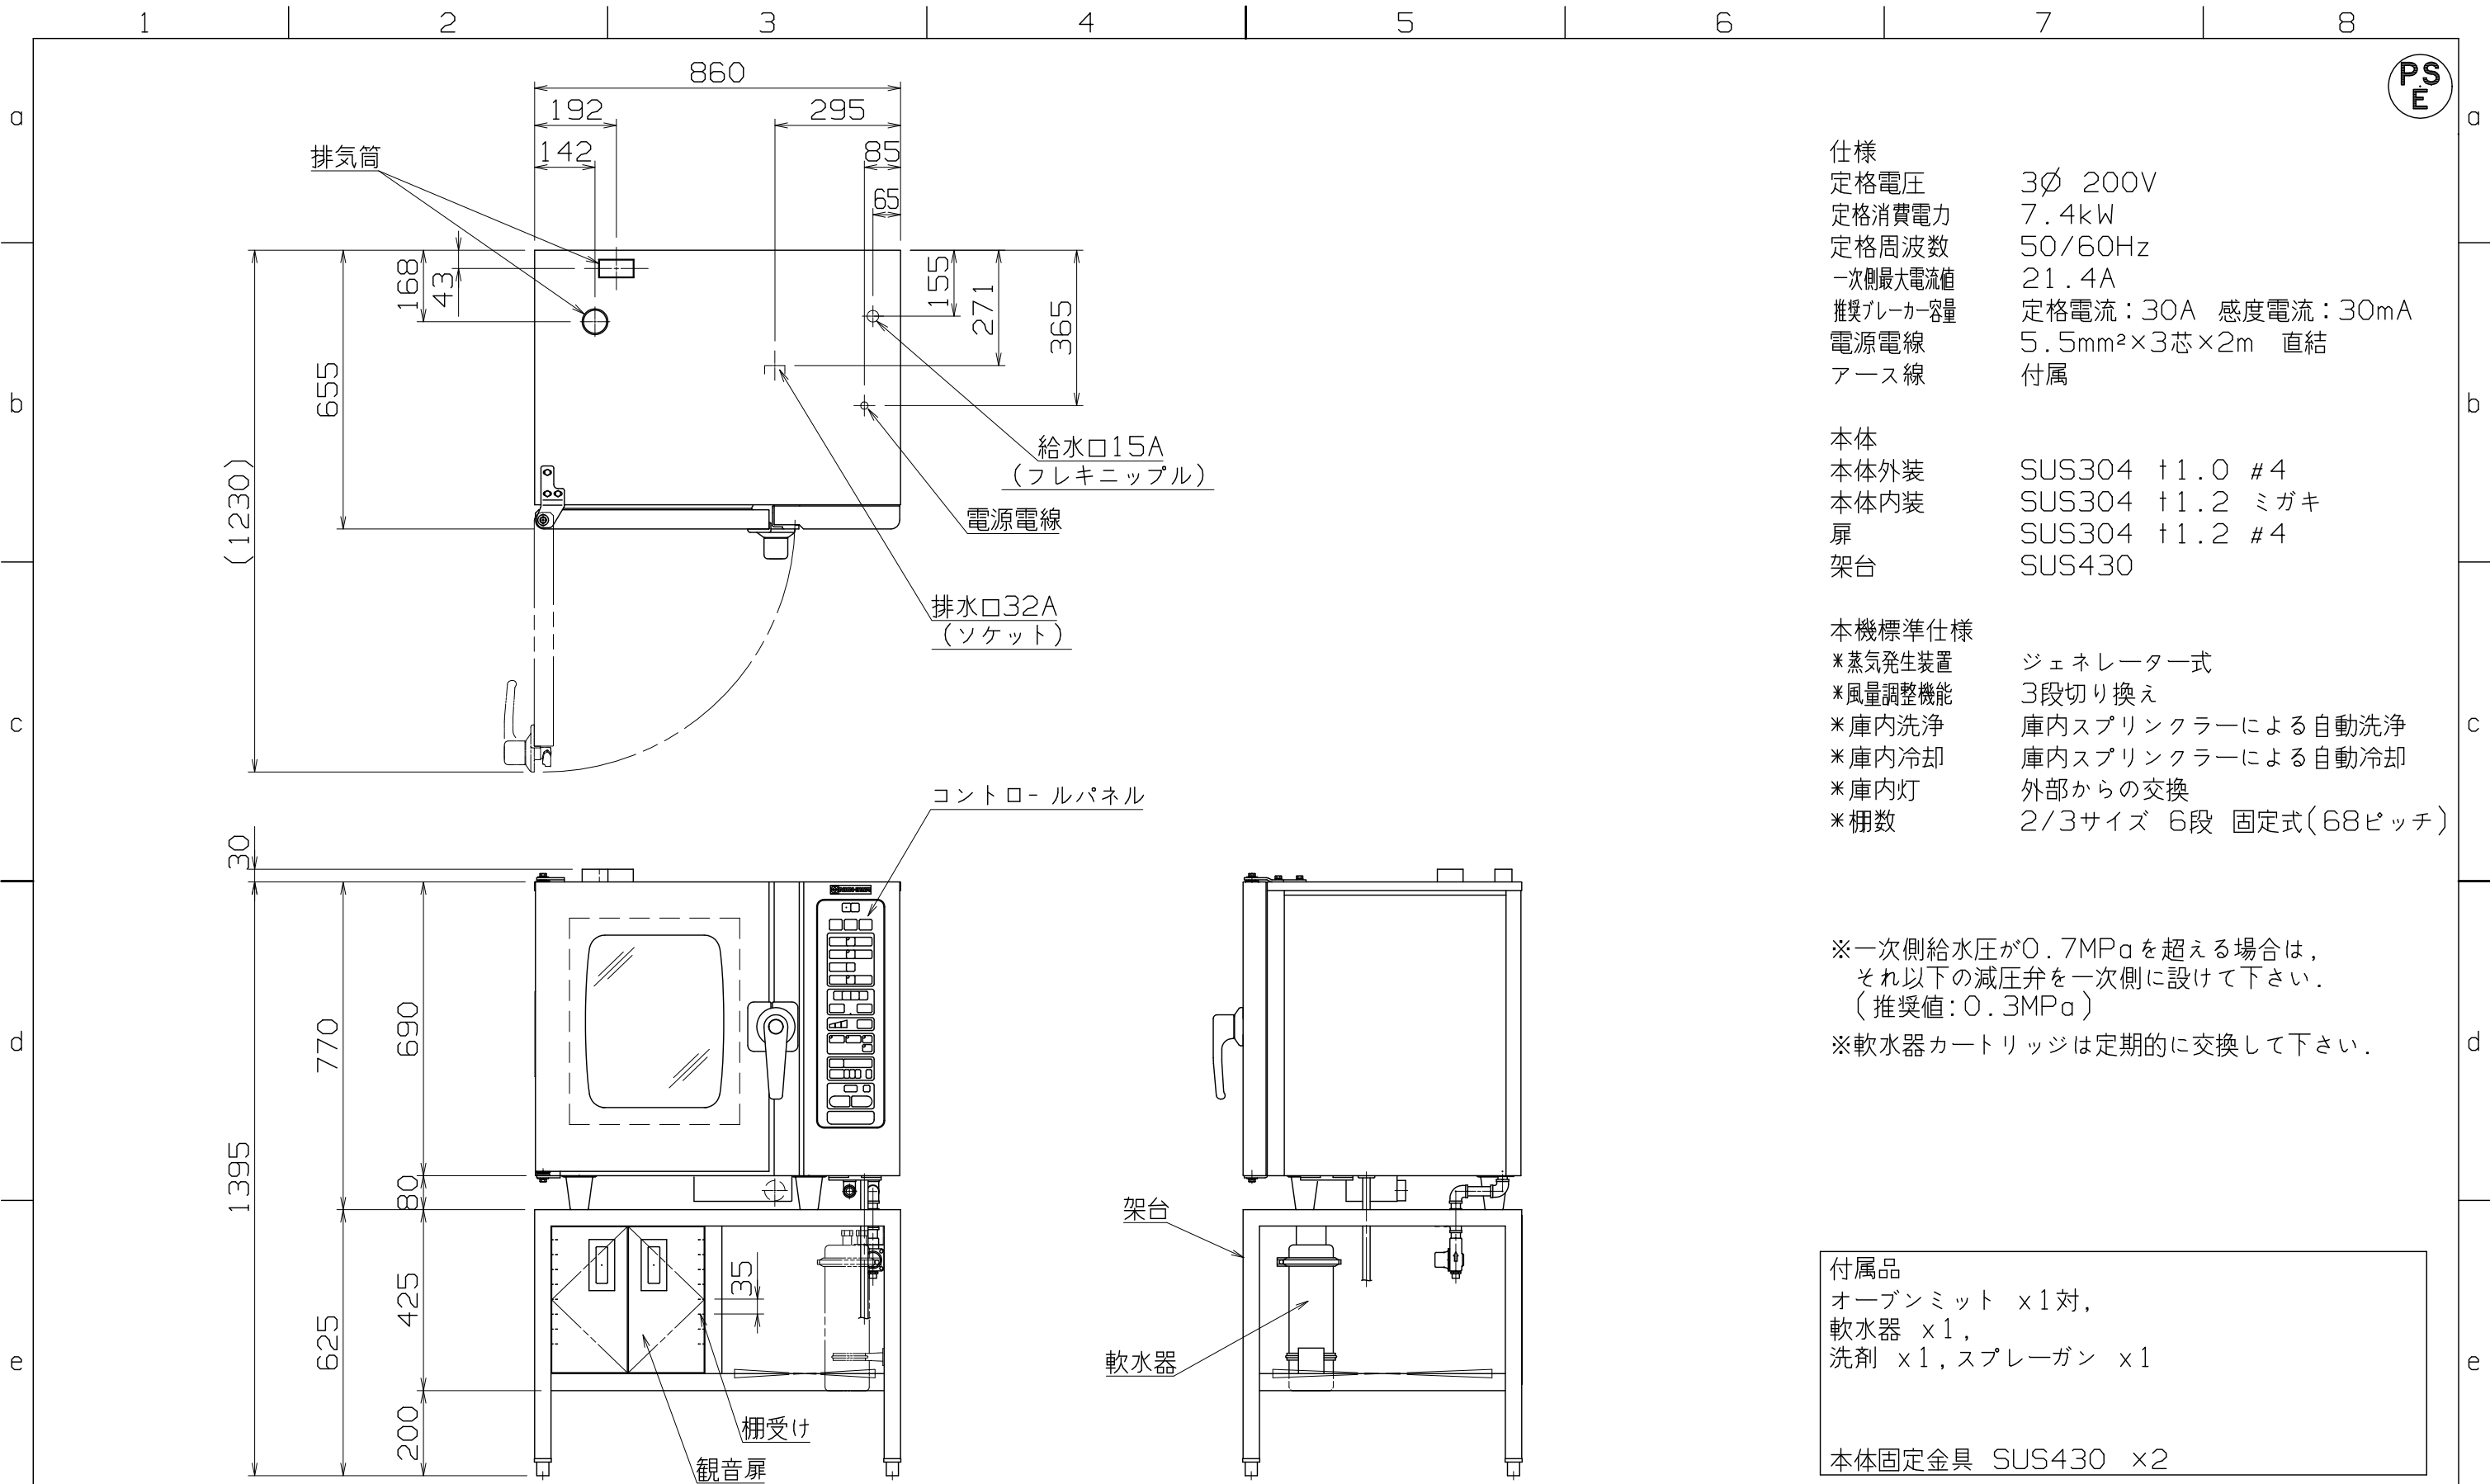 1 2 3 4 5 6 7 8
PS
E
a
a
860
192
295
142
85
65
排気筒
168
43
155
271
365
655
(1230)
b
b
給水口15A
(フレキニップル)
電源電線
排水口32A
(ソケット)
c
c
仕様
定格電圧 3Ø 200V
定格消費電力 7.4kW
定格周波数 50/60Hz
一次側最大電流値 21.4A
推奨ブレーカー容量 定格電流:30A 感度電流:30mA
電源電線 5.5mm²×3芯×2m 直結
アース線 付属
本体
本体外装 SUS304 t1.0 #4
本体内装 SUS304 t1.2 ミガキ
扉 SUS304 t1.2 #4
架台 SUS430
本機標準仕様
*蒸気発生装置 ジェネレーター式
*風量調整機能 3段切り換え
*庫内洗浄 庫内スプリンクラーによる自動洗浄
*庫内冷却 庫内スプリンクラーによる自動冷却
*庫内灯 外部からの交換
*棚数 2/3サイズ 6段 固定式(68ピッチ)
コントロ-ルパネル
30
690
770
1395
80
425
625
35
200
d
d
※一次側給水圧が0.7MPaを超える場合は,
それ以下の減圧弁を一次側に設けて下さい.
(推奨値:0.3MPa)
※軟水器カートリッジは定期的に交換して下さい.
架台
軟水器
棚受け
観音扉
e
e
付属品
オーブンミット x1対,
軟水器 x1,
洗剤 x1,スプレーガン x1
本体固定金具 SUS430 ×2